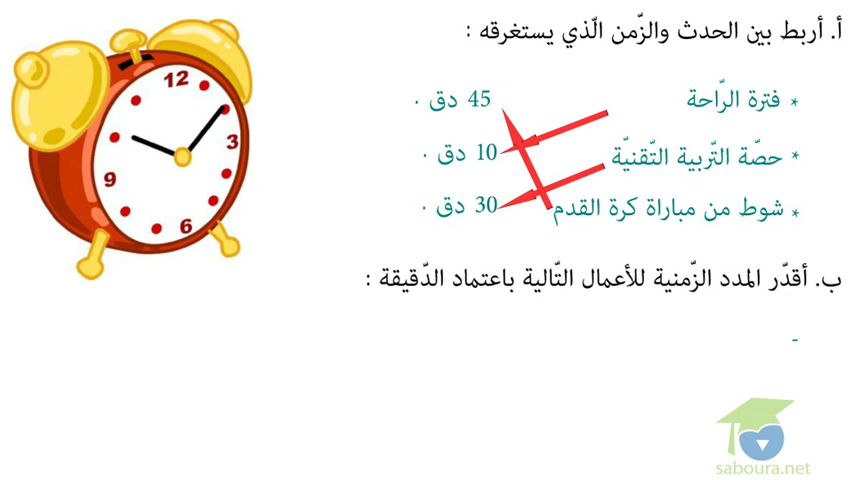 أ. أربط بين الحدث والزّمن الّذي يستغرقه :
* فترة الرّاحة 45 دق .
* حصّة التّربية التّقنيّة 10 دق .
* شوط من مباراة كرة القدم 30 دق .
ب. أقدّر المدد الزّمنية للأعمال التّالية باعتماد الدّقيقة :
-
12
3
9
6
saboura.net